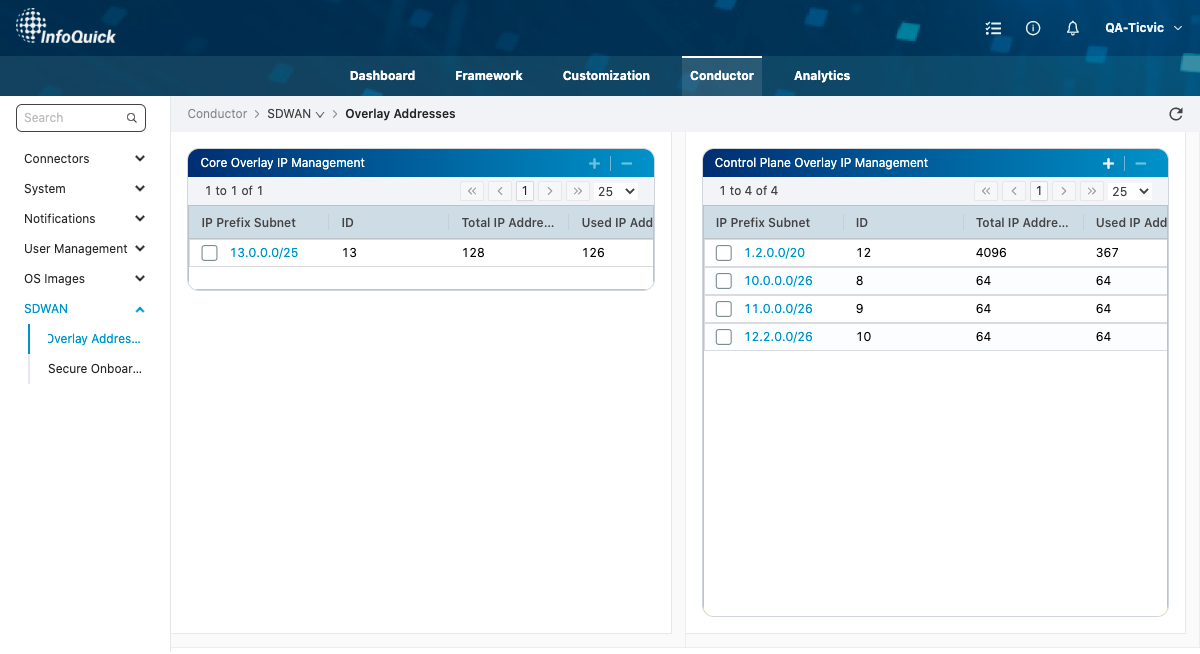 InfoQuick
QA-Ticvic
Dashboard Framework Customization Conductor Analytics
Search
Connectors
System
Notifications
User Management
OS Images
SDWAN
Overlay Addres...
Secure Onboar...
Conductor > SDWAN > Overlay Addresses
Core Overlay IP Management + | −
1 to 1 of 1 « < 1 > » 25
IP Prefix Subnet ID Total IP Addre... Used IP Add
13.0.0.0/25 13 128 126
Control Plane Overlay IP Management + | −
1 to 4 of 4 « < 1 > » 25
IP Prefix Subnet ID Total IP Addre... Used IP Add
1.2.0.0/20 12 4096 367
10.0.0.0/26 8 64 64
11.0.0.0/26 9 64 64
12.2.0.0/26 10 64 64